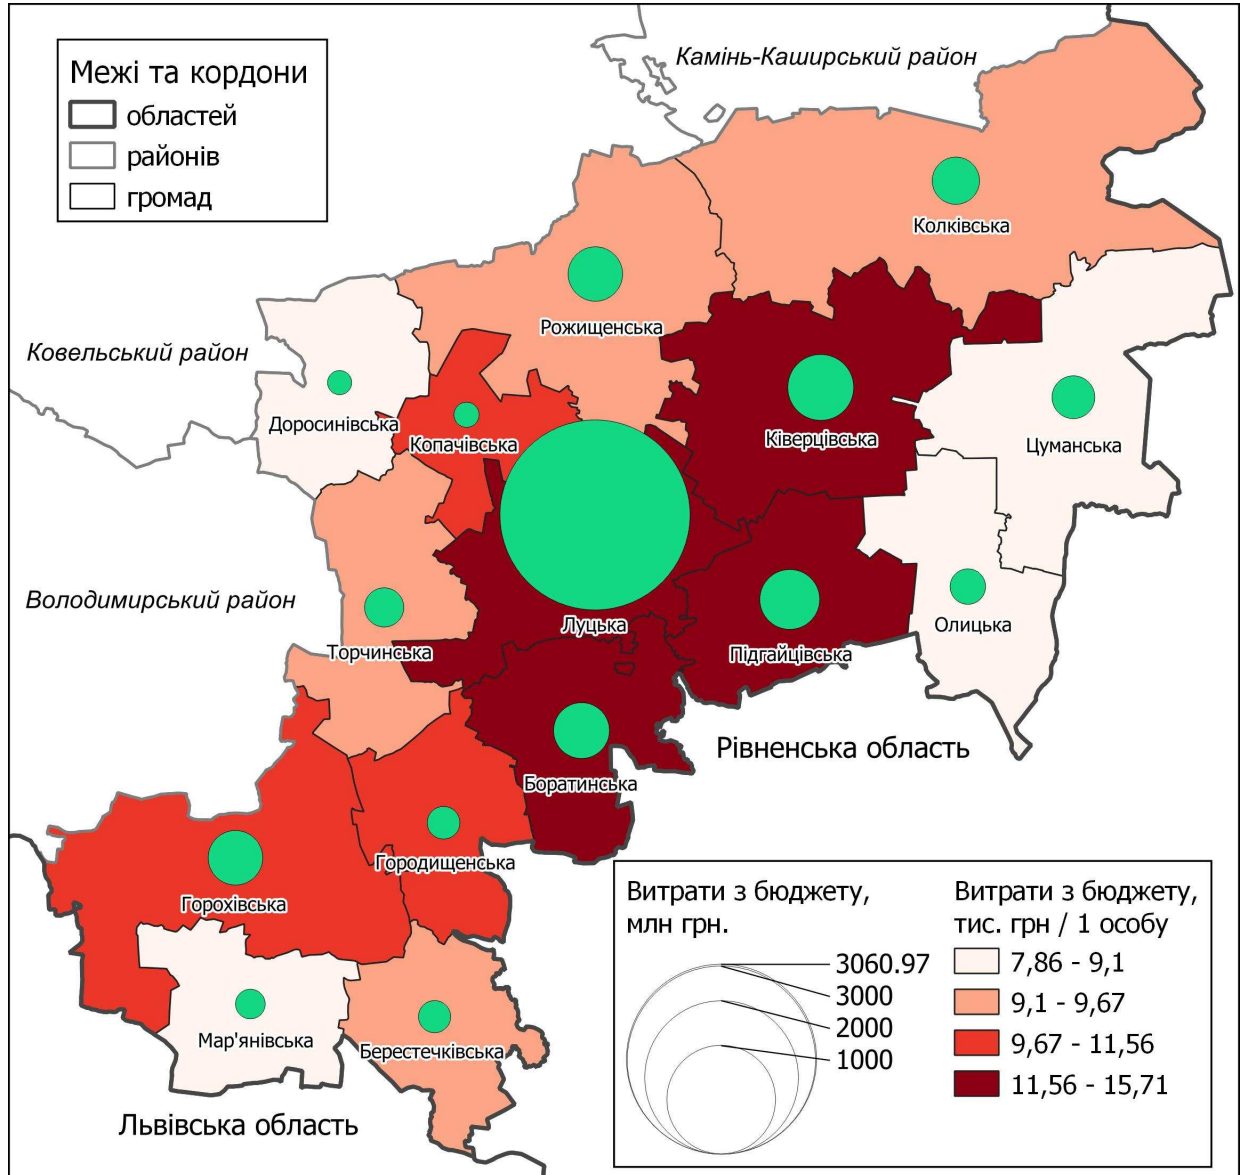 Межі та кордони
областей
районів
громад
Камінь-Каширський район
Колківська
Рожищенська
Ковельський район
Доросинівська
Копачівська
Ківерцівська
Цуманська
Володимирський район
Луцька
Олицька
Торчинська
Підгайцівська
Рівненська область
Боратинська
Городищенська
Горохівська
Мар'янівська
Берестечківська
Львівська область
Витрати з бюджету,
млн грн.
3060.97
3000
2000
1000
Витрати з бюджету,
тис. грн / 1 особу
7,86 - 9,1
9,1 - 9,67
9,67 - 11,56
11,56 - 15,71